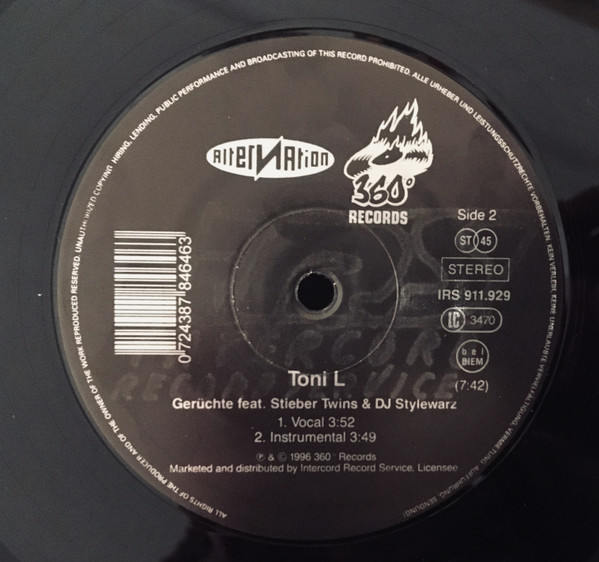 ALL RIGHTS OF THE PRODUCER AND OF THE OWNER OF THE WORK REPRODUCED RESERVED. UNAUTHORIZED COPYING, HIRING, LENDING, PUBLIC PERFORMANCE AND BROADCASTING OF THIS RECORD PROHIBITED. ALLE URHEBER UND LEISTUNGSSCHUTZRECHTE VORBEHALTEN. KEIN VERLEIH, KEINE UNERLAUBTE VERVIELFÄLTIGUNG, VERMIETUNG, AUFFÜHRUNG, SENDUNG!
AlterNAtion
360°
RECORDS
Side 2
ST 45
STEREO
IRS 911.929
LC 3470
bel
BIEM
(7:42)
0 724387 846463
INTERCORD
RECORD SERVICE
Toni L
Gerüchte feat. Stieber Twins & DJ Stylewarz
1. Vocal 3:52
2. Instrumental 3:49
℗ & © 1996 360° Records
Marketed and distributed by Intercord Record Service, Licensee